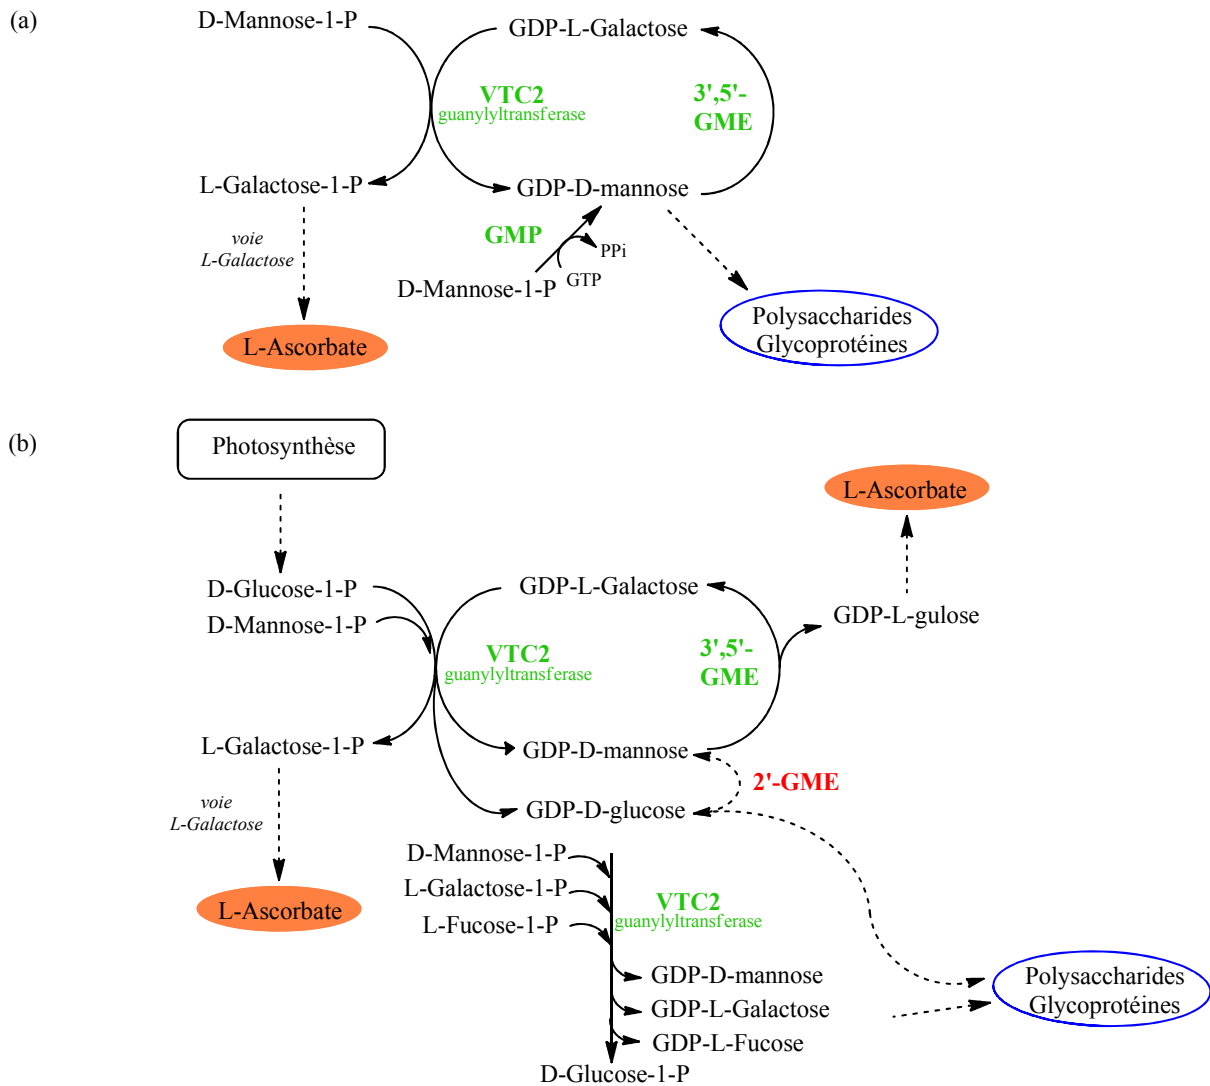 (a)
D-Mannose-1-P
GDP-L-Galactose
VTC2
guanylyltransferase
3',5'-
GME
L-Galactose-1-P
GDP-D-mannose
voie
L-Galactose
GMP
PPi
GTP
D-Mannose-1-P
L-Ascorbate
Polysaccharides
Glycoprotéines
(b)
Photosynthèse
L-Ascorbate
D-Glucose-1-P
D-Mannose-1-P
GDP-L-Galactose
GDP-L-gulose
VTC2
guanylyltransferase
3',5'-
GME
L-Galactose-1-P
GDP-D-mannose
2'-GME
GDP-D-glucose
voie
L-Galactose
L-Ascorbate
D-Mannose-1-P
L-Galactose-1-P
L-Fucose-1-P
VTC2
guanylyltransferase
GDP-D-mannose
GDP-L-Galactose
GDP-L-Fucose
D-Glucose-1-P
Polysaccharides
Glycoprotéines